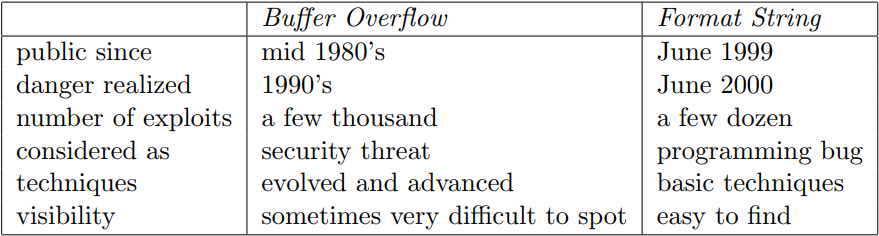 Buffer Overflow Format String
public since mid 1980's June 1999
danger realized 1990's June 2000
number of exploits a few thousand a few dozen
considered as security threat programming bug
techniques evolved and advanced basic techniques
visibility sometimes very difficult to spot easy to find